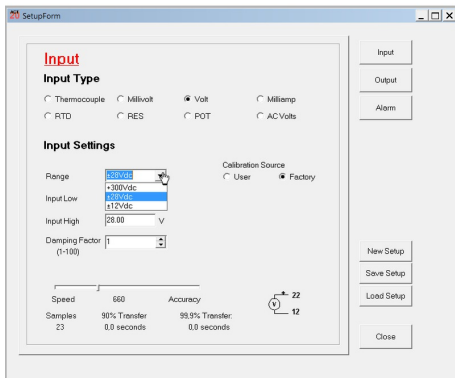 ACE
20 SetupForm
Input
Input Type
Thermocouple Millivolt Volt Milliamp
RTD RES POT AC Volts
Input Settings
Calibration Source
User Factory
Range ±28Vdc
+300Vdc
±28Vdc
±12Vdc
Input Low
Input High 28.00 V
Damping Factor 1
(1-100)
Speed 660 Accuracy
Samples 90% Transfer 99.9% Transfer:
23 0.0 seconds 0.0 seconds
+ 22
V
12
Input
Output
Alarm
New Setup
Save Setup
Load Setup
Close